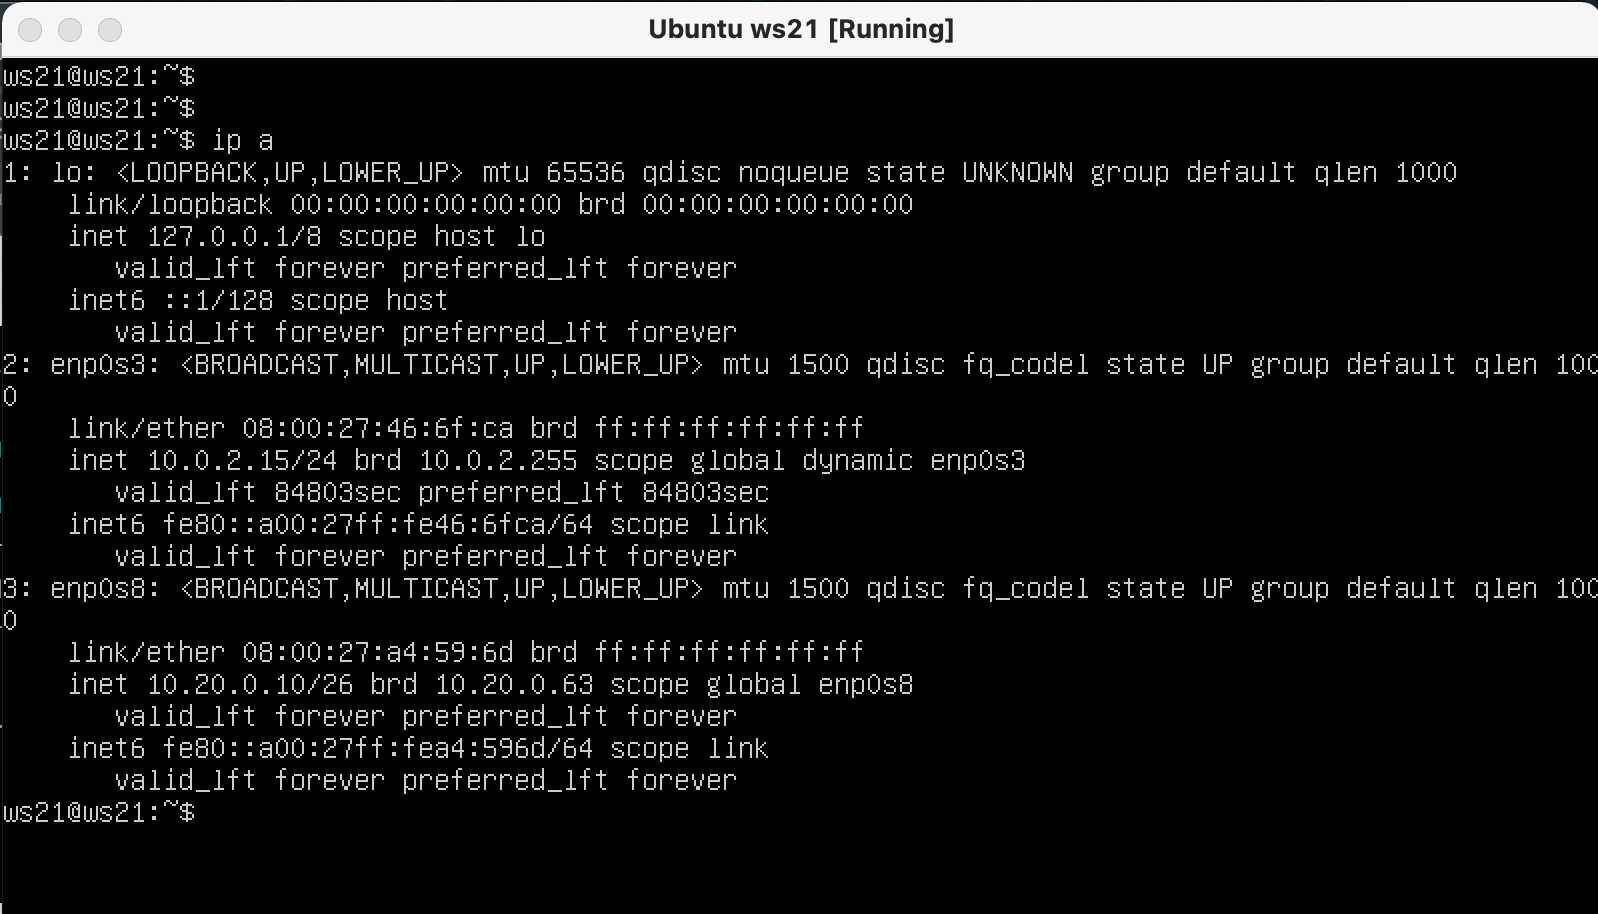 Ubuntu ws21 [Running]
ws21@ws21:~$
ws21@ws21:~$
ws21@ws21:~$ ip a
1: lo: <LOOPBACK,UP,LOWER_UP> mtu 65536 qdisc noqueue state UNKNOWN group default qlen 1000
    link/loopback 00:00:00:00:00:00 brd 00:00:00:00:00:00
    inet 127.0.0.1/8 scope host lo
       valid_lft forever preferred_lft forever
    inet6 ::1/128 scope host
       valid_lft forever preferred_lft forever
2: enp0s3: <BROADCAST,MULTICAST,UP,LOWER_UP> mtu 1500 qdisc fq_codel state UP group default qlen 100
0
    link/ether 08:00:27:46:6f:ca brd ff:ff:ff:ff:ff:ff
    inet 10.0.2.15/24 brd 10.0.2.255 scope global dynamic enp0s3
       valid_lft 84803sec preferred_lft 84803sec
    inet6 fe80::a00:27ff:fe46:6fca/64 scope link
       valid_lft forever preferred_lft forever
3: enp0s8: <BROADCAST,MULTICAST,UP,LOWER_UP> mtu 1500 qdisc fq_codel state UP group default qlen 100
0
    link/ether 08:00:27:a4:59:6d brd ff:ff:ff:ff:ff:ff
    inet 10.20.0.10/26 brd 10.20.0.63 scope global enp0s8
       valid_lft forever preferred_lft forever
    inet6 fe80::a00:27ff:fea4:596d/64 scope link
       valid_lft forever preferred_lft forever
ws21@ws21:~$